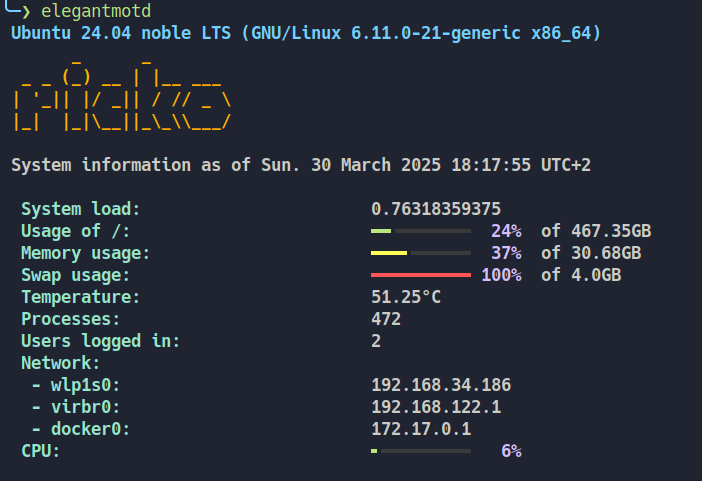 ❯ elegantmotd
Ubuntu 24.04 noble LTS (GNU/Linux 6.11.0-21-generic x86_64)
       _      _
 _ _ (_) __ | |__ ___
| '_|| |/ _|| / // _ \
|_|  |_|\__||_\_\\___/
System information as of Sun. 30 March 2025 18:17:55 UTC+2
System load: 0.76318359375
Usage of /: 24% of 467.35GB
Memory usage: 37% of 30.68GB
Swap usage: 100% of 4.0GB
Temperature: 51.25°C
Processes: 472
Users logged in: 2
Network:
- wlp1s0: 192.168.34.186
- virbr0: 192.168.122.1
- docker0: 172.17.0.1
CPU: 6%